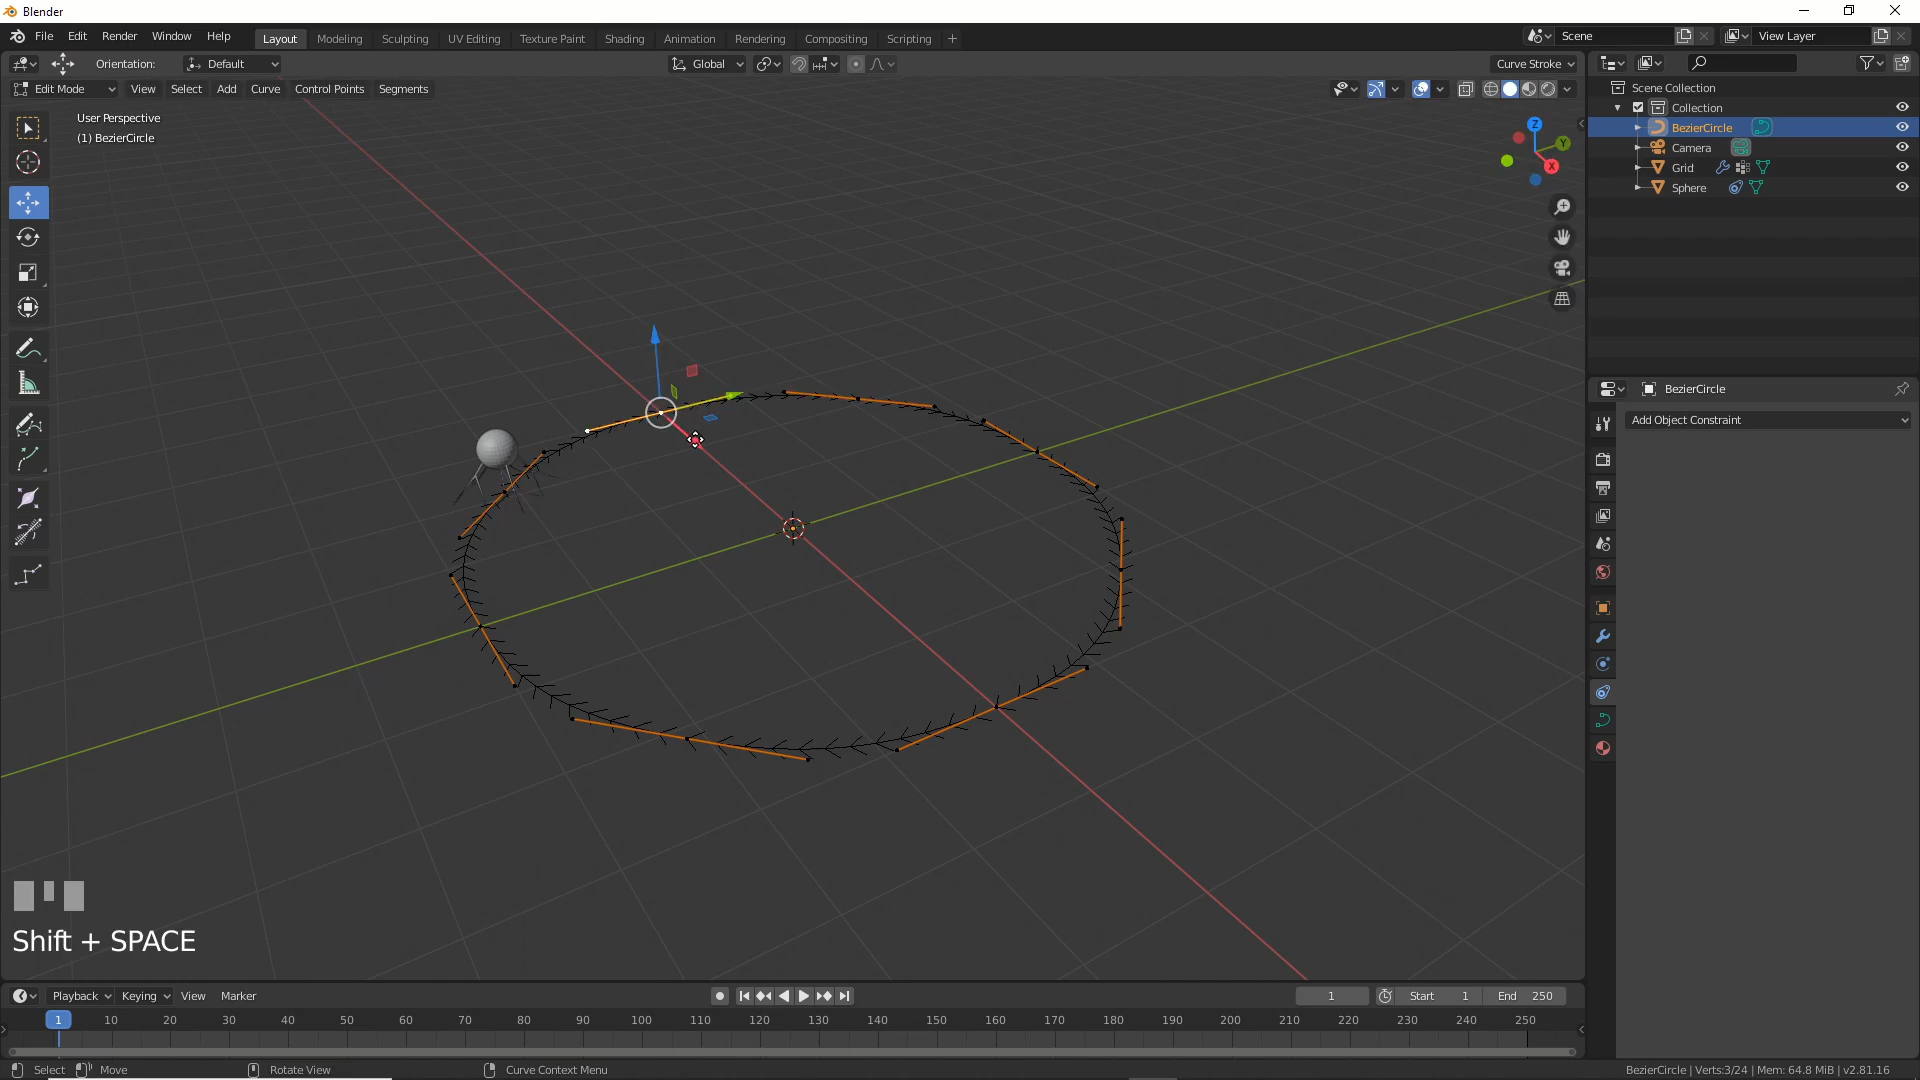 Blender
File Edit Render Window Help Layout Modeling Sculpting UV Editing Texture Paint Shading Animation Rendering Compositing Scripting + Scene View Layer
Orientation: Default Global Curve Stroke
Edit Mode View Select Add Curve Control Points Segments
User Perspective
(1) BezierCircle
Z
Y
X
Scene Collection
Collection
BezierCircle
Camera
Grid
Sphere
BezierCircle
Add Object Constraint
Shift + SPACE
Playback Keying View Marker 1 Start 1 End 250
1 10 20 30 40 50 60 70 80 90 100 110 120 130 140 150 160 170 180 190 200 210 220 230 240 250
Select Move Rotate View Curve Context Menu BezierCircle | Verts:3/24 | Mem: 64.8 MiB | v2.81.16